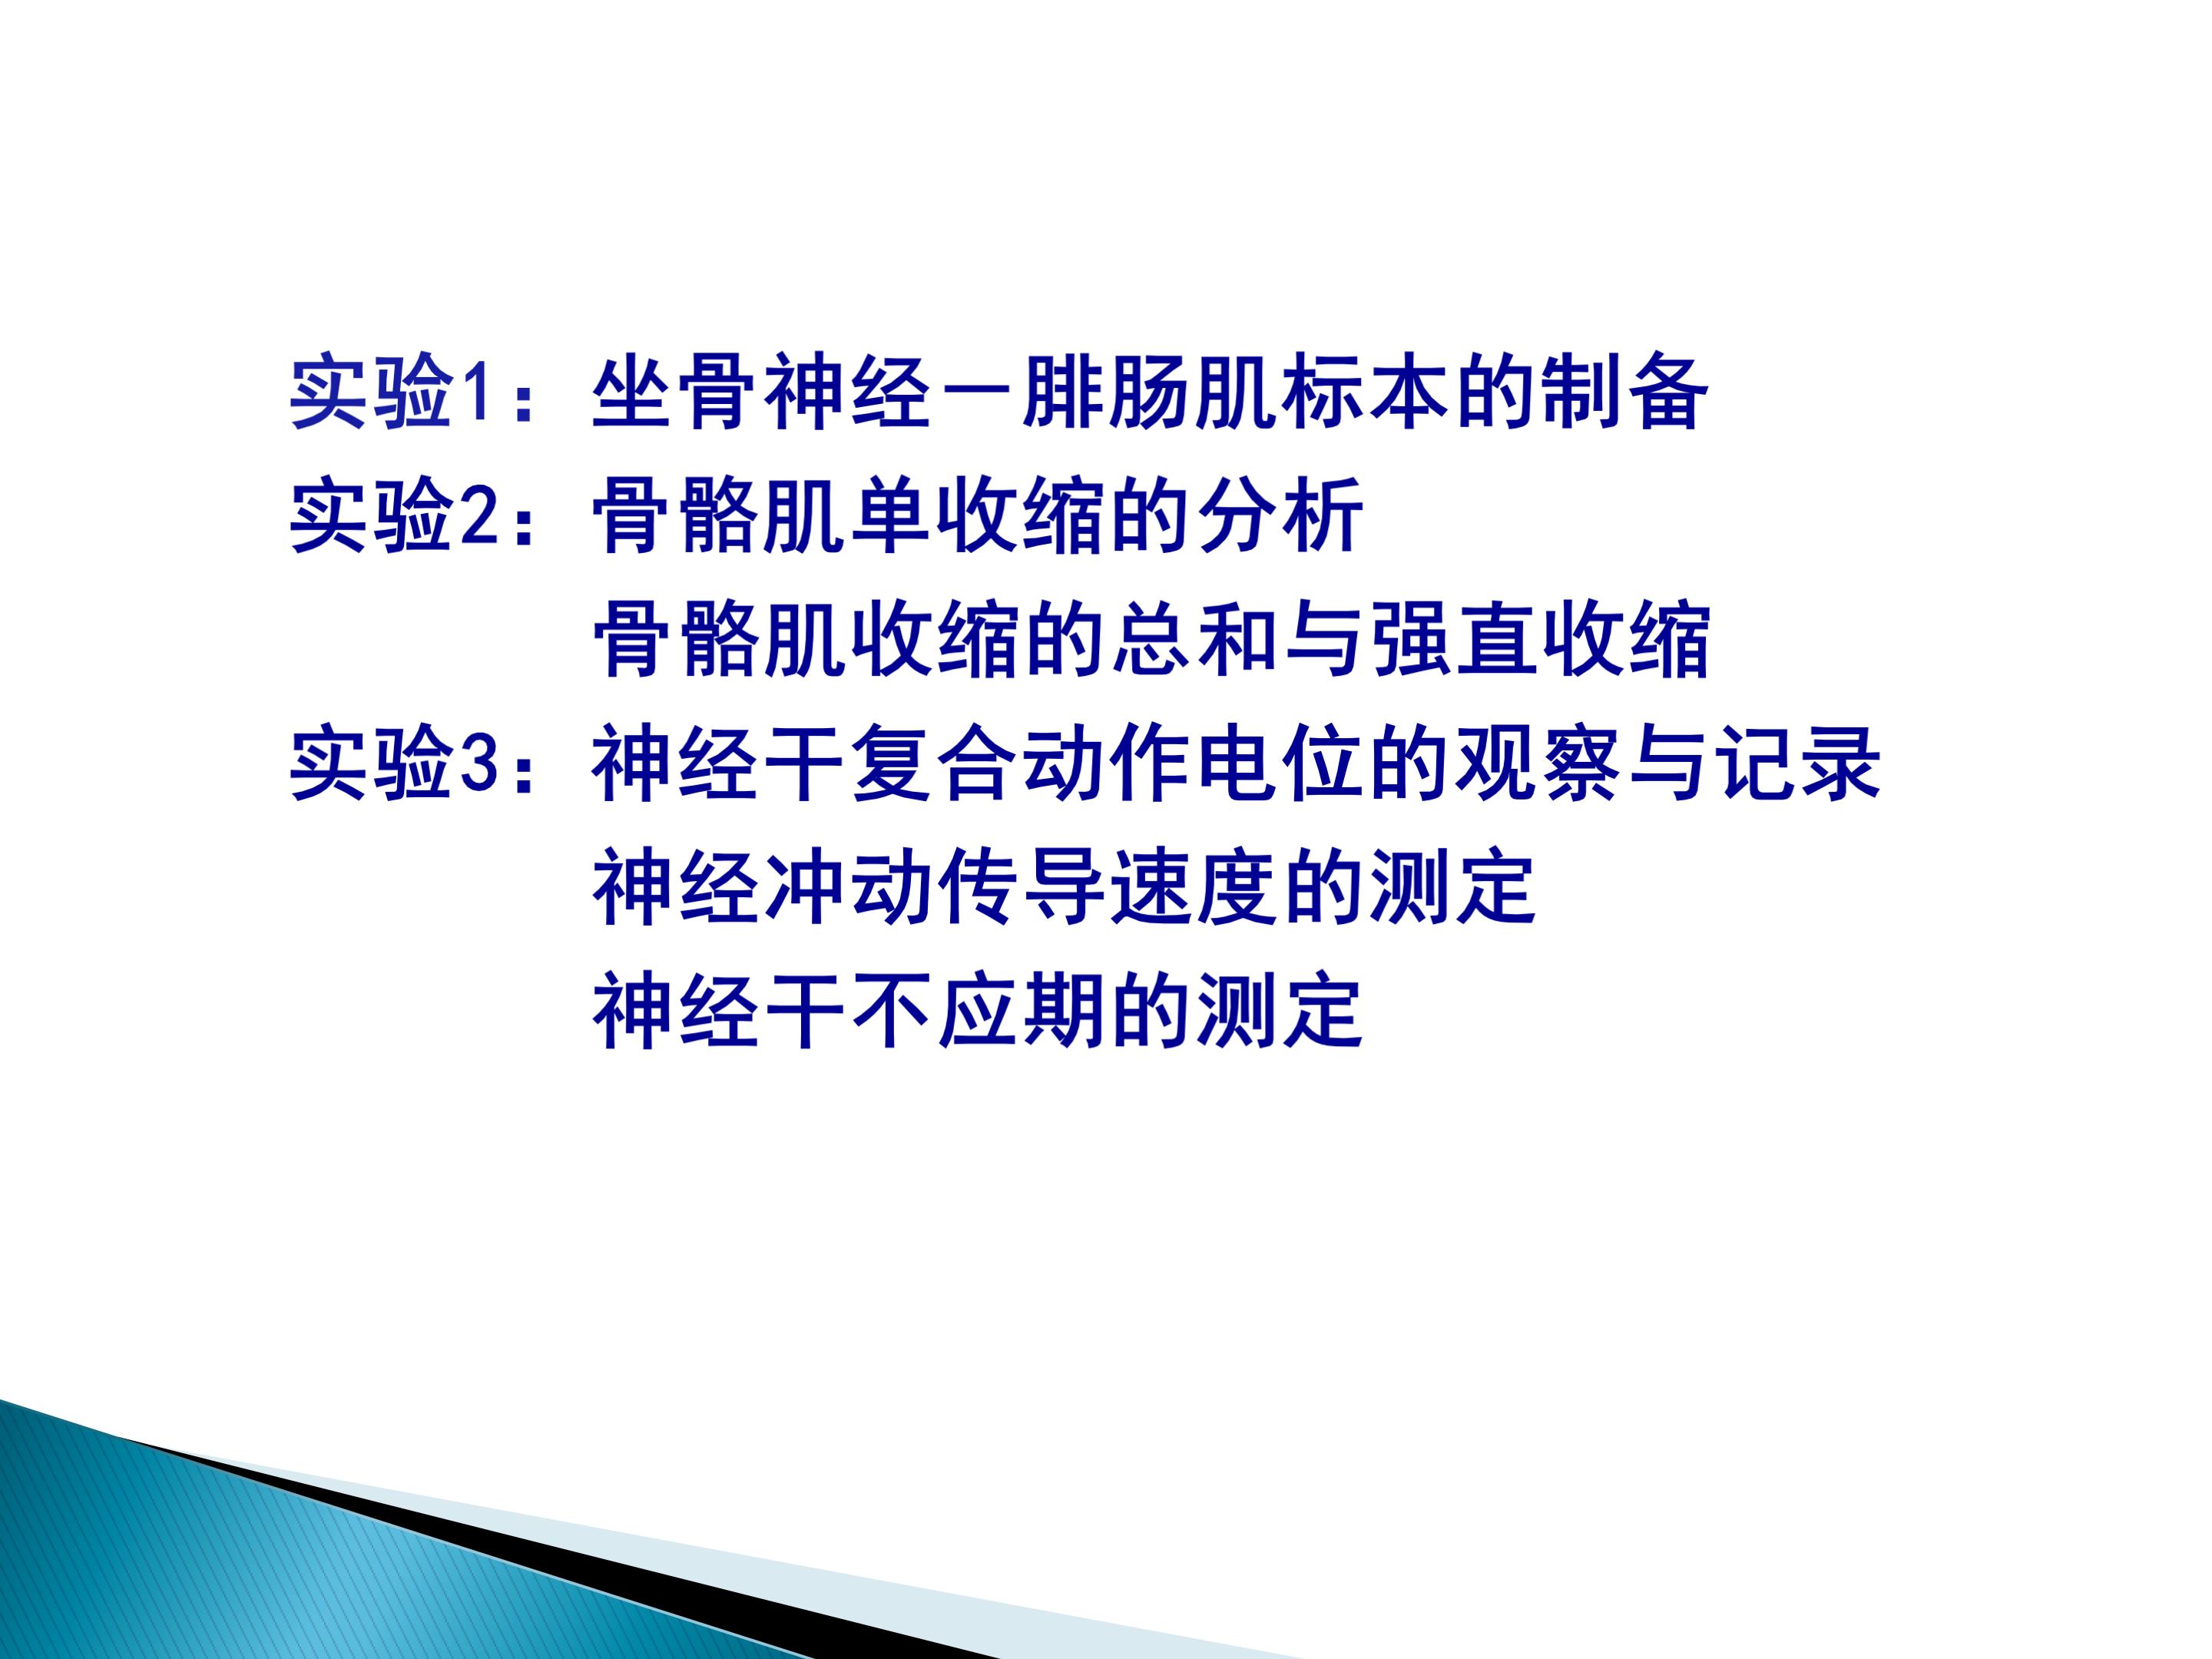 实验1：坐骨神经—腓肠肌标本的制备
实验2：骨骼肌单收缩的分析
骨骼肌收缩的总和与强直收缩
实验3：神经干复合动作电位的观察与记录
神经冲动传导速度的测定
神经干不应期的测定